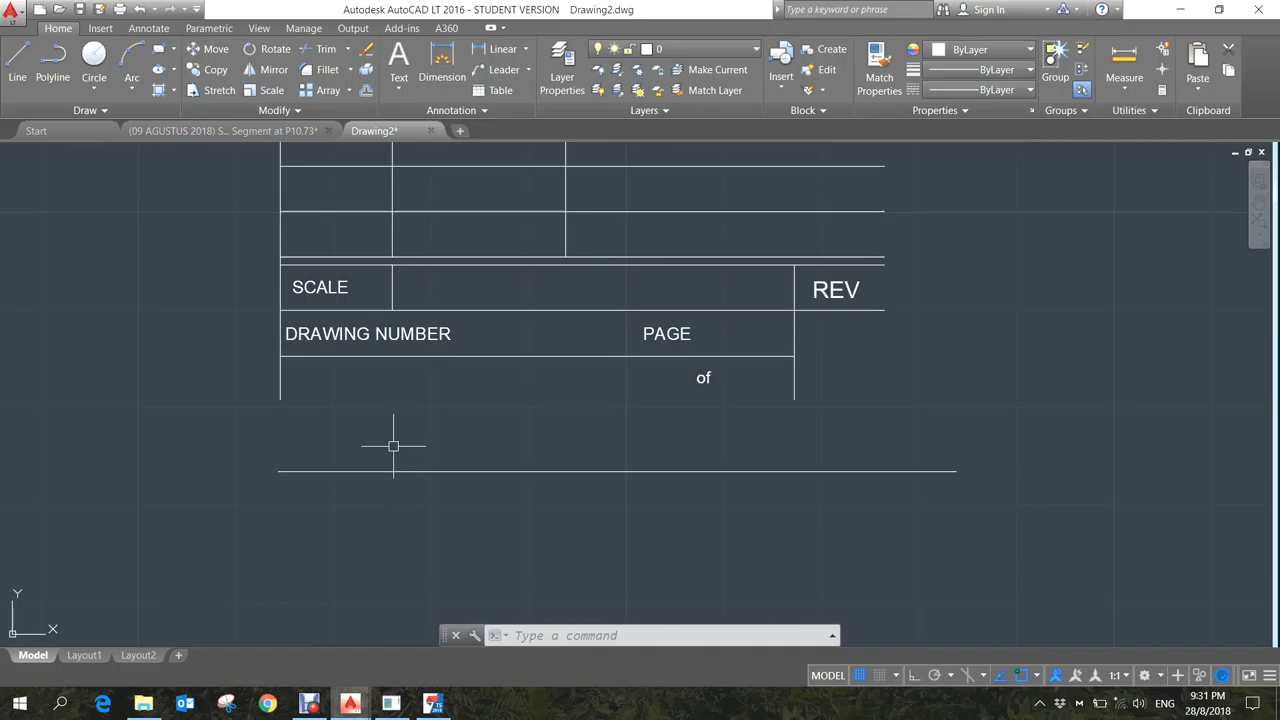 Autodesk AutoCAD LT 2016 - STUDENT VERSION Drawing2.dwg
Type a keyword or phrase
Sign In
LT
Home Insert Annotate Parametric View Manage Output Add-ins A360
Line Polyline Circle Arc
Move Rotate Trim
Copy Mirror Fillet
Stretch Scale Array
Text Dimension
Linear
Leader
Table
Layer
Properties
0
Make Current
Match Layer
Insert
Create
Edit
Match
Properties
ByLayer
ByLayer
ByLayer
Group
Measure
Paste
Draw Modify Annotation Layers Block Properties Groups Utilities Clipboard
Start (09 AGUSTUS 2018) S... Segment at P10.73* Drawing2*
SCALE REV
DRAWING NUMBER PAGE
of
Y
X
Type a command
Model Layout1 Layout2
MODEL 1:1
ENG
9:31 PM
28/8/2018